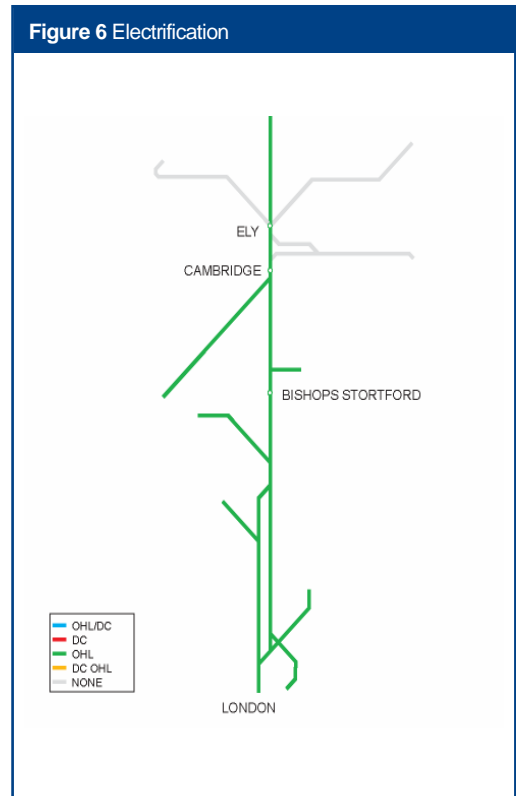 Figure 6 Electrification
ELY
CAMBRIDGE
BISHOPS STORTFORD
OHL/DC
DC
OHL
DC OHL
NONE
LONDON